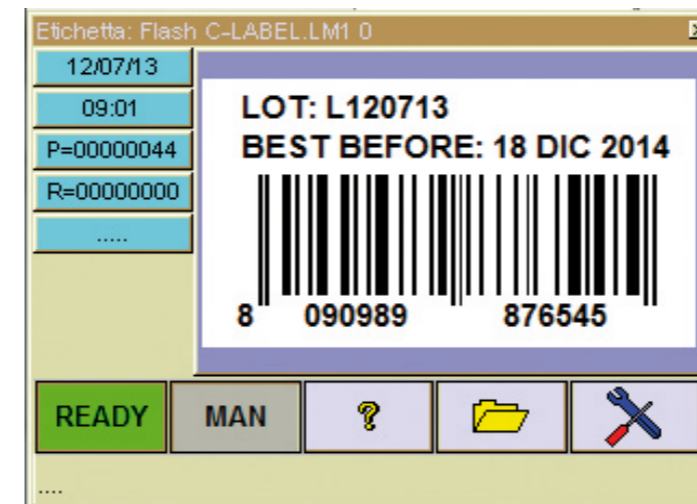 Etichetta: Flash C-LABEL.LM1 0
12/07/13
09:01
P=00000044
R=00000000
.....
LOT: L120713
BEST BEFORE: 18 DIC 2014
8 090989 876545
READY MAN ?
....